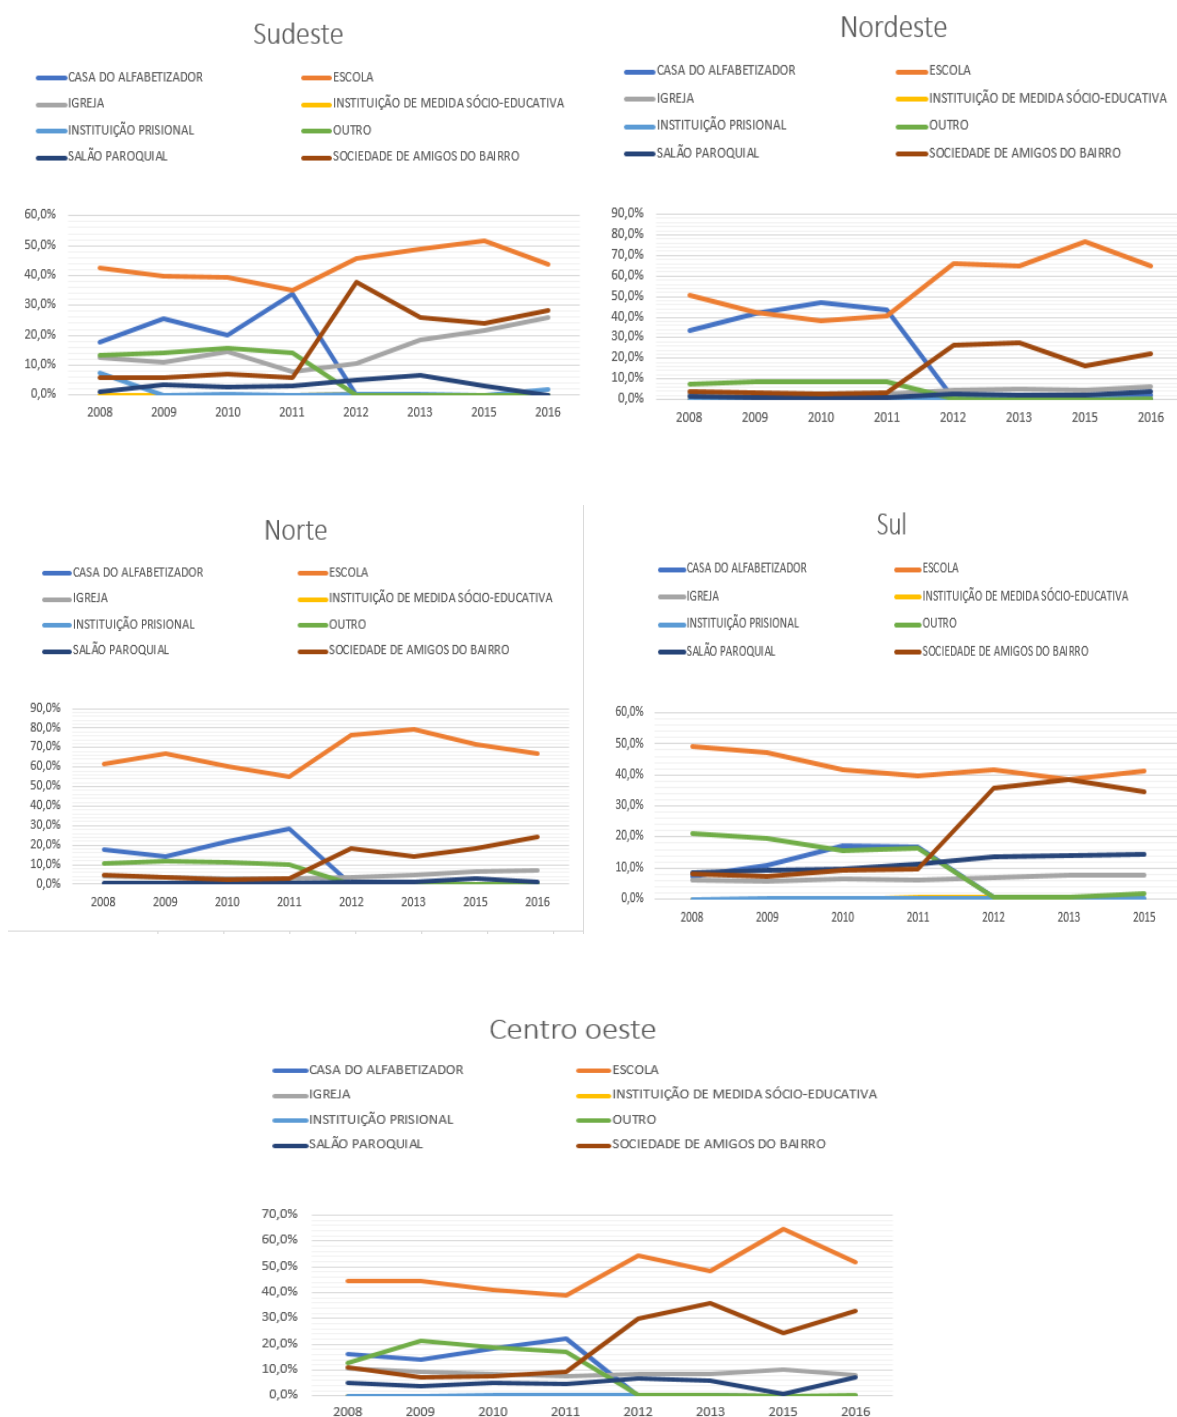 Sudeste
CASA DO ALFABETIZADOR ESCOLA
IGREJA INSTITUIÇÃO DE MEDIDA SÓCIO-EDUCATIVA
INSTITUIÇÃO PRISIONAL OUTRO
SALÃO PAROQUIAL SOCIEDADE DE AMIGOS DO BAIRRO
60,0%
50,0%
40,0%
30,0%
20,0%
10,0%
0,0%
2008 2009 2010 2011 2012 2013 2015 2016
Nordeste
CASA DO ALFABETIZADOR ESCOLA
IGREJA INSTITUIÇÃO DE MEDIDA SÓCIO-EDUCATIVA
INSTITUIÇÃO PRISIONAL OUTRO
SALÃO PAROQUIAL SOCIEDADE DE AMIGOS DO BAIRRO
90,0%
80,0%
70,0%
60,0%
50,0%
40,0%
30,0%
20,0%
10,0%
0,0%
2008 2009 2010 2011 2012 2013 2015 2016
Norte
CASA DO ALFABETIZADOR ESCOLA
IGREJA INSTITUIÇÃO DE MEDIDA SÓCIO-EDUCATIVA
INSTITUIÇÃO PRISIONAL OUTRO
SALÃO PAROQUIAL SOCIEDADE DE AMIGOS DO BAIRRO
90,0%
80,0%
70,0%
60,0%
50,0%
40,0%
30,0%
20,0%
10,0%
0,0%
2008 2009 2010 2011 2012 2013 2015 2016
Sul
CASA DO ALFABETIZADOR ESCOLA
IGREJA INSTITUIÇÃO DE MEDIDA SÓCIO-EDUCATIVA
INSTITUIÇÃO PRISIONAL OUTRO
SALÃO PAROQUIAL SOCIEDADE DE AMIGOS DO BAIRRO
60,0%
50,0%
40,0%
30,0%
20,0%
10,0%
0,0%
2008 2009 2010 2011 2012 2013 2015
Centro oeste
CASA DO ALFABETIZADOR ESCOLA
IGREJA INSTITUIÇÃO DE MEDIDA SÓCIO-EDUCATIVA
INSTITUIÇÃO PRISIONAL OUTRO
SALÃO PAROQUIAL SOCIEDADE DE AMIGOS DO BAIRRO
70,0%
60,0%
50,0%
40,0%
30,0%
20,0%
10,0%
0,0%
2008 2009 2010 2011 2012 2013 2015 2016